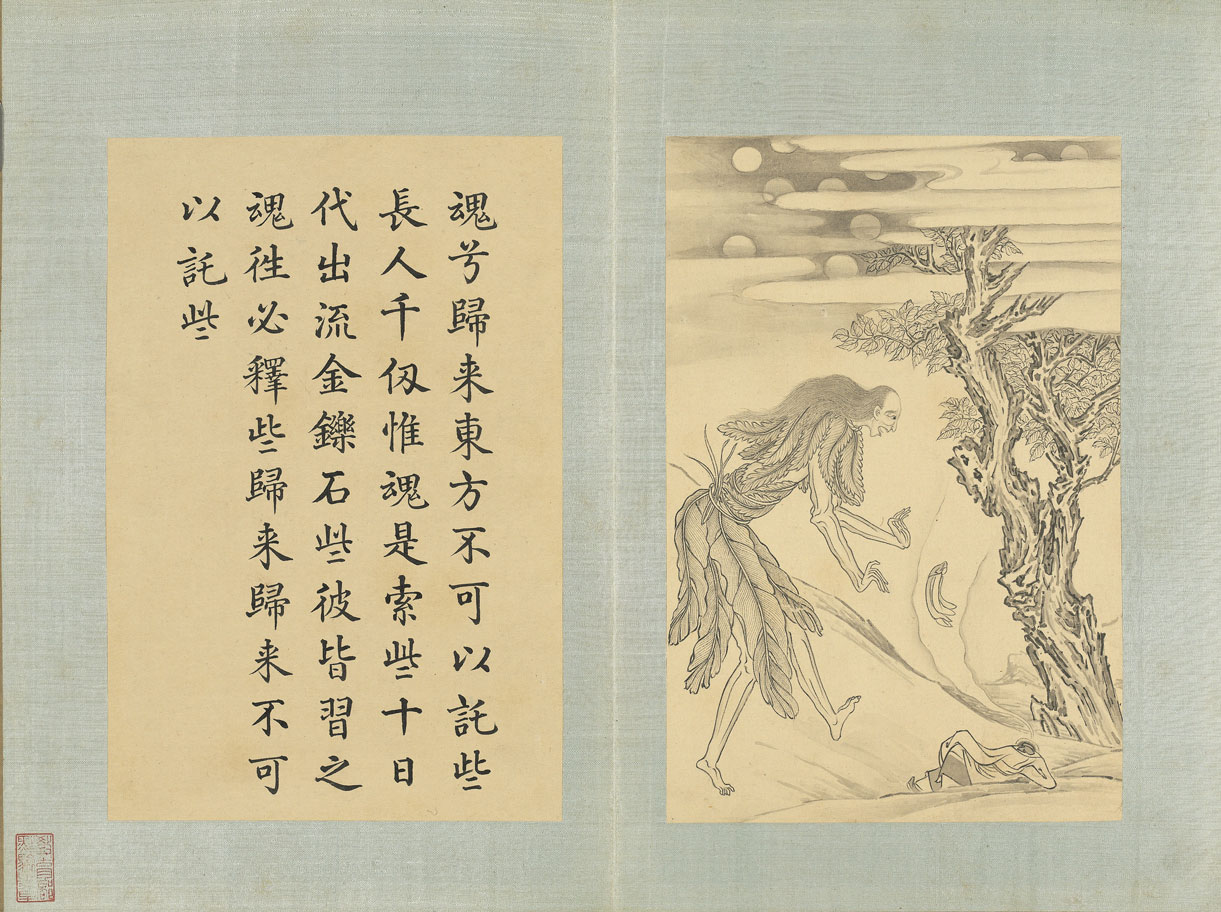 魂兮歸来東方不可以託些
長人千仭惟魂是索些十日
代出流金鑠石些彼皆習之
魂徃必釋些歸来歸来不可
以託些